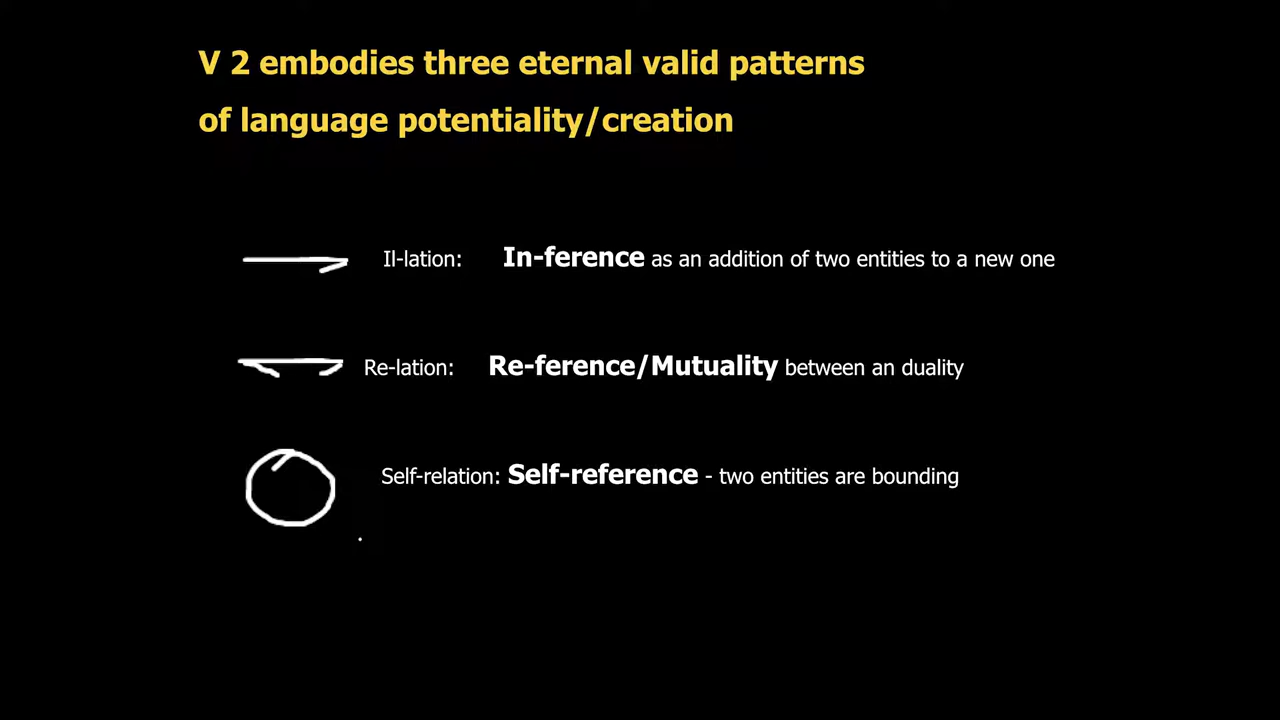 V 2 embodies three eternal valid patterns
of language potentiality/creation
Il-lation: In-ference as an addition of two entities to a new one
Re-lation: Re-ference/Mutuality between an duality
Self-relation: Self-reference - two entities are bounding